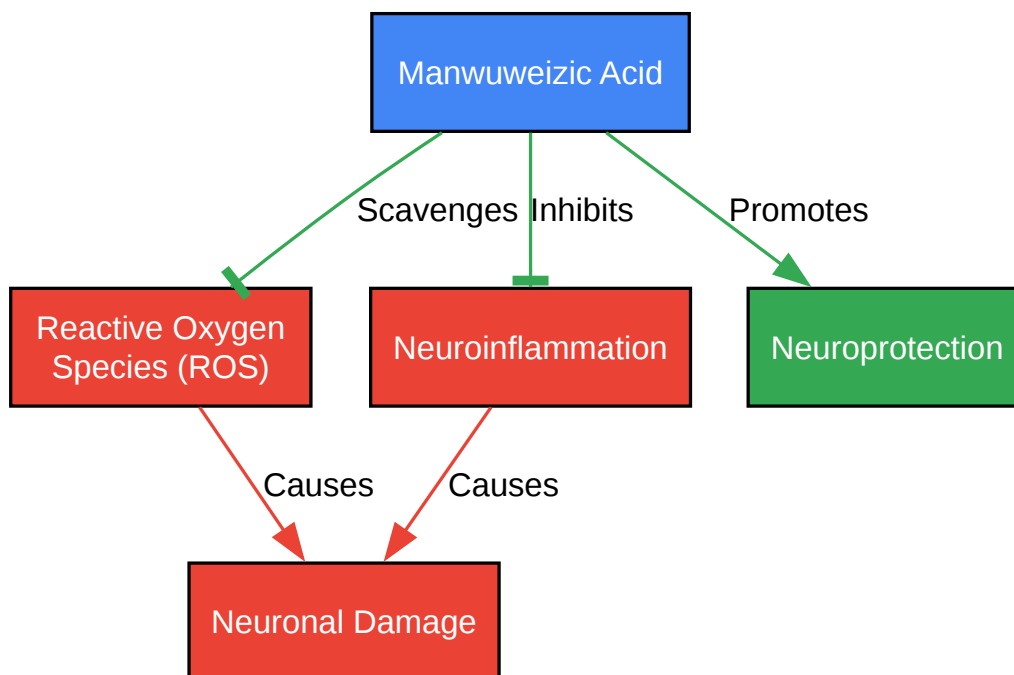 Manwuweizic Acid
Scavenges
Inhibits
Promotes
Reactive Oxygen
Species (ROS)
Neuroinflammation
Neuroprotection
Causes
Causes
Neuronal Damage